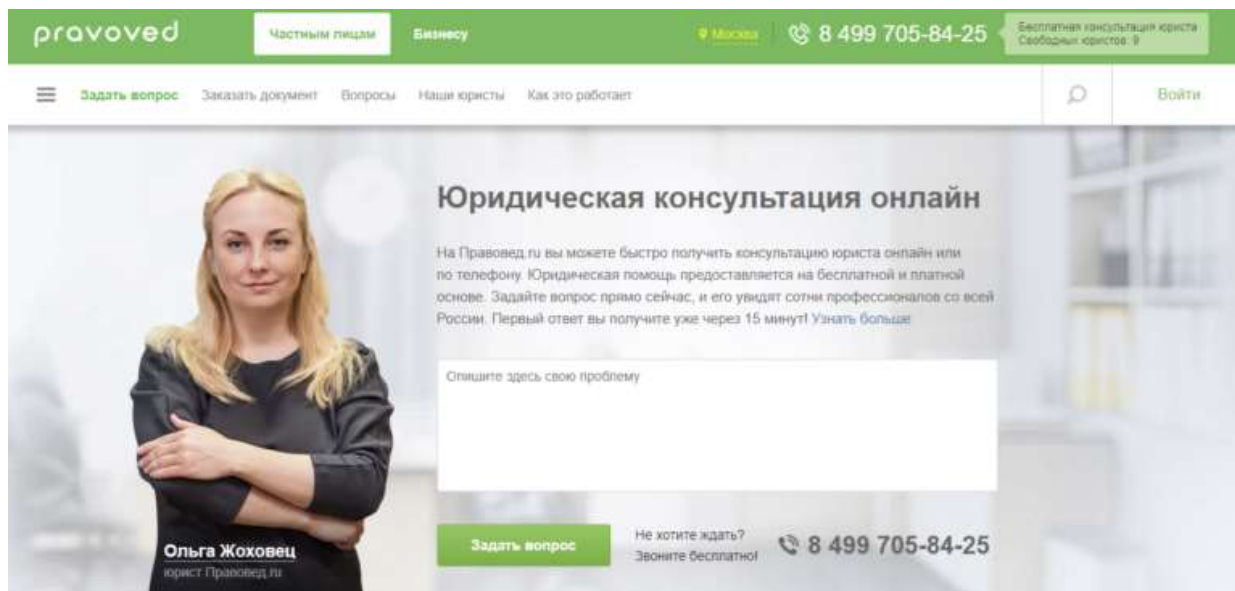 pravoved
Частным лицам
Бизнесу
Москва
8 499 705-84-25
Бесплатная консультация юриста
Свободных юристов: 9
Задать вопрос
Заказать документ
Вопросы
Наши юристы
Как это работает
Войти
Юридическая консультация онлайн
На Правовед.ru вы можете быстро получить консультацию юриста онлайн или
по телефону. Юридическая помощь предоставляется на бесплатной и платной
основе. Задайте вопрос прямо сейчас, и его увидят сотни профессионалов со всей
России. Первый ответ вы получите уже через 15 минут! Узнать больше
Опишите здесь свою проблему
Задать вопрос
Не хотите ждать?
Звоните бесплатно!
8 499 705-84-25
Ольга Жоховец
юрист Правовед.ru